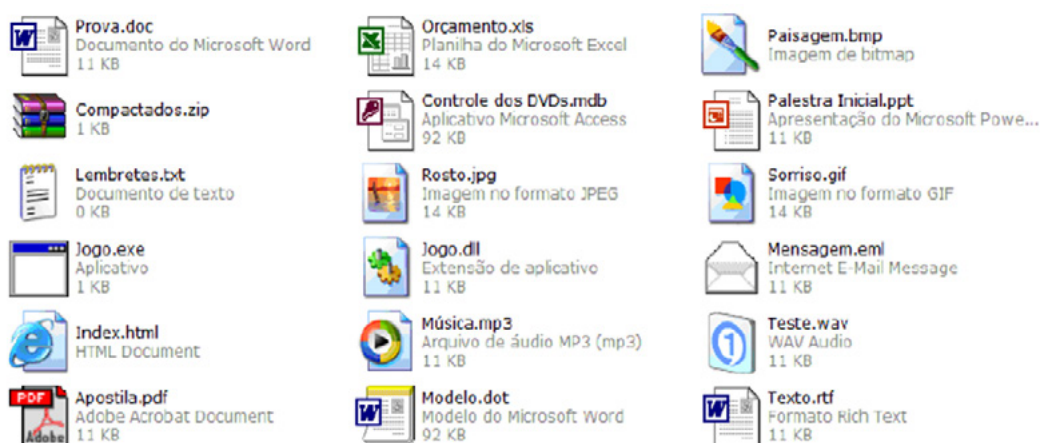 Prova.doc
Documento do Microsoft Word
11 KB
Orçamento.xls
Planilha do Microsoft Excel
14 KB
Paisagem.bmp
Imagem de bitmap
Compactados.zip
1 KB
Controle dos DVDs.mdb
Aplicativo Microsoft Access
92 KB
Palestra Inicial.ppt
Apresentação do Microsoft Powe...
11 KB
Lembretes.txt
Documento de texto
0 KB
Rosto.jpg
Imagem no formato JPEG
14 KB
Sorriso.gif
Imagem no formato GIF
14 KB
Jogo.exe
Aplicativo
1 KB
Jogo.dll
Extensão de aplicativo
11 KB
Mensagem.eml
Internet E-Mail Message
11 KB
Index.html
HTML Document
Música.mp3
Arquivo de áudio MP3 (mp3)
11 KB
Teste.wav
WAV Audio
11 KB
PDF
Adobe
Apostila.pdf
Adobe Acrobat Document
11 KB
Modelo.dot
Modelo do Microsoft Word
92 KB
Texto.rtf
Formato Rich Text
11 KB